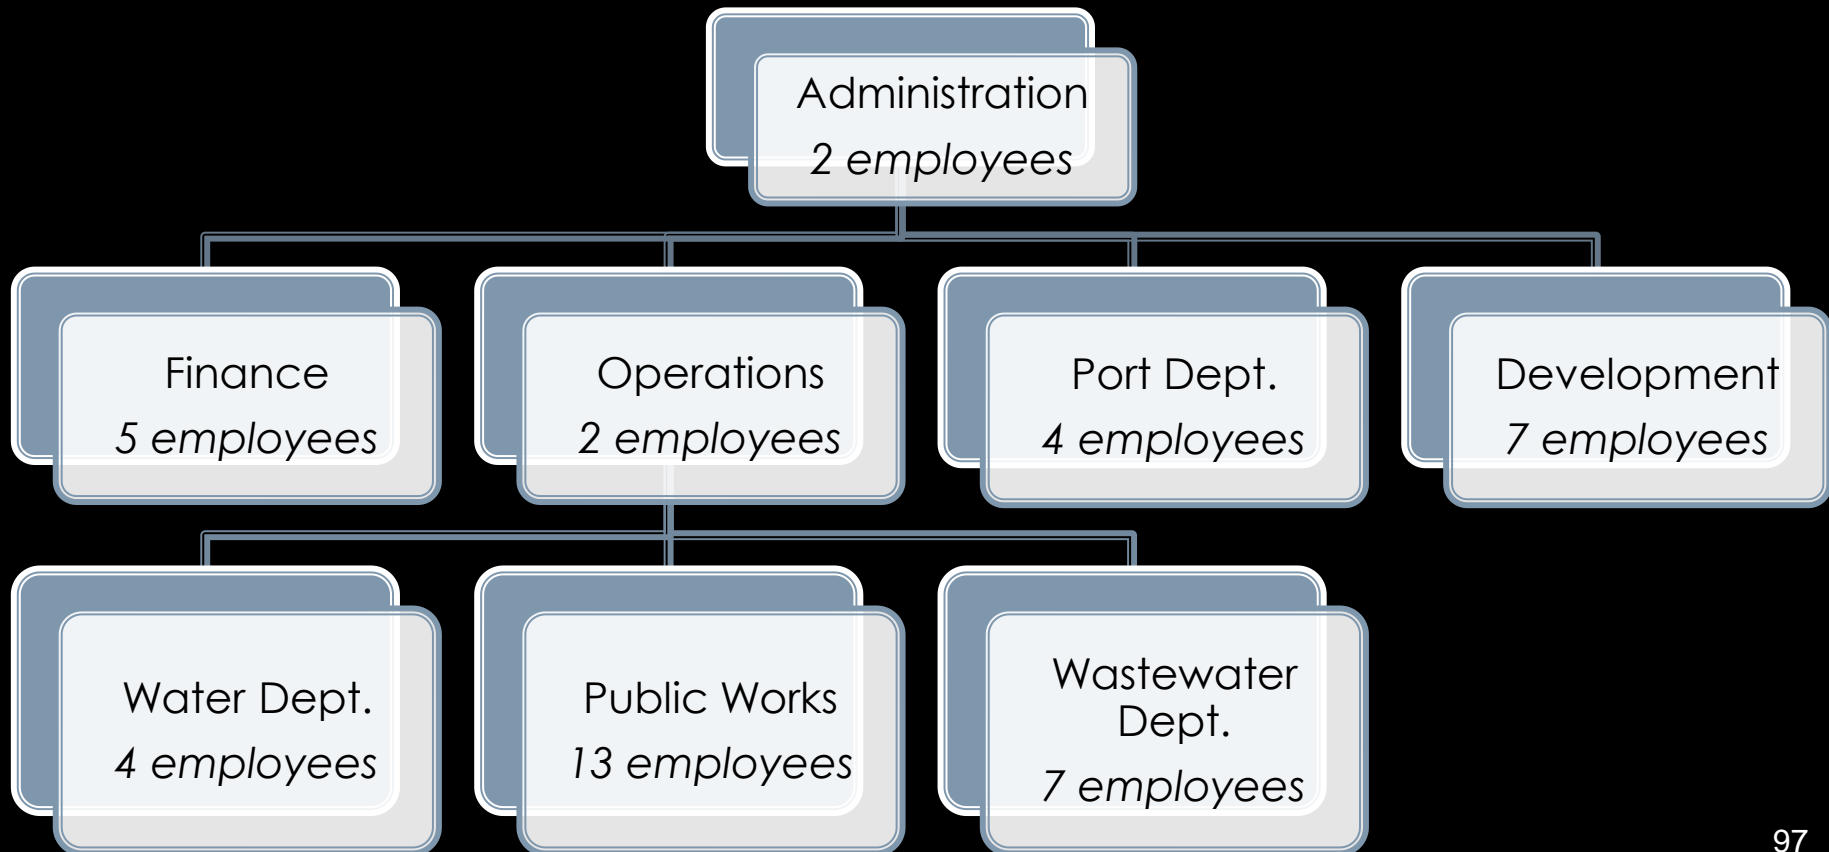 Administration
2 employees
Finance
5 employees
Operations
2 employees
Port Dept.
4 employees
Development
7 employees
Water Dept.
4 employees
Public Works
13 employees
Wastewater
Dept.
7 employees
97